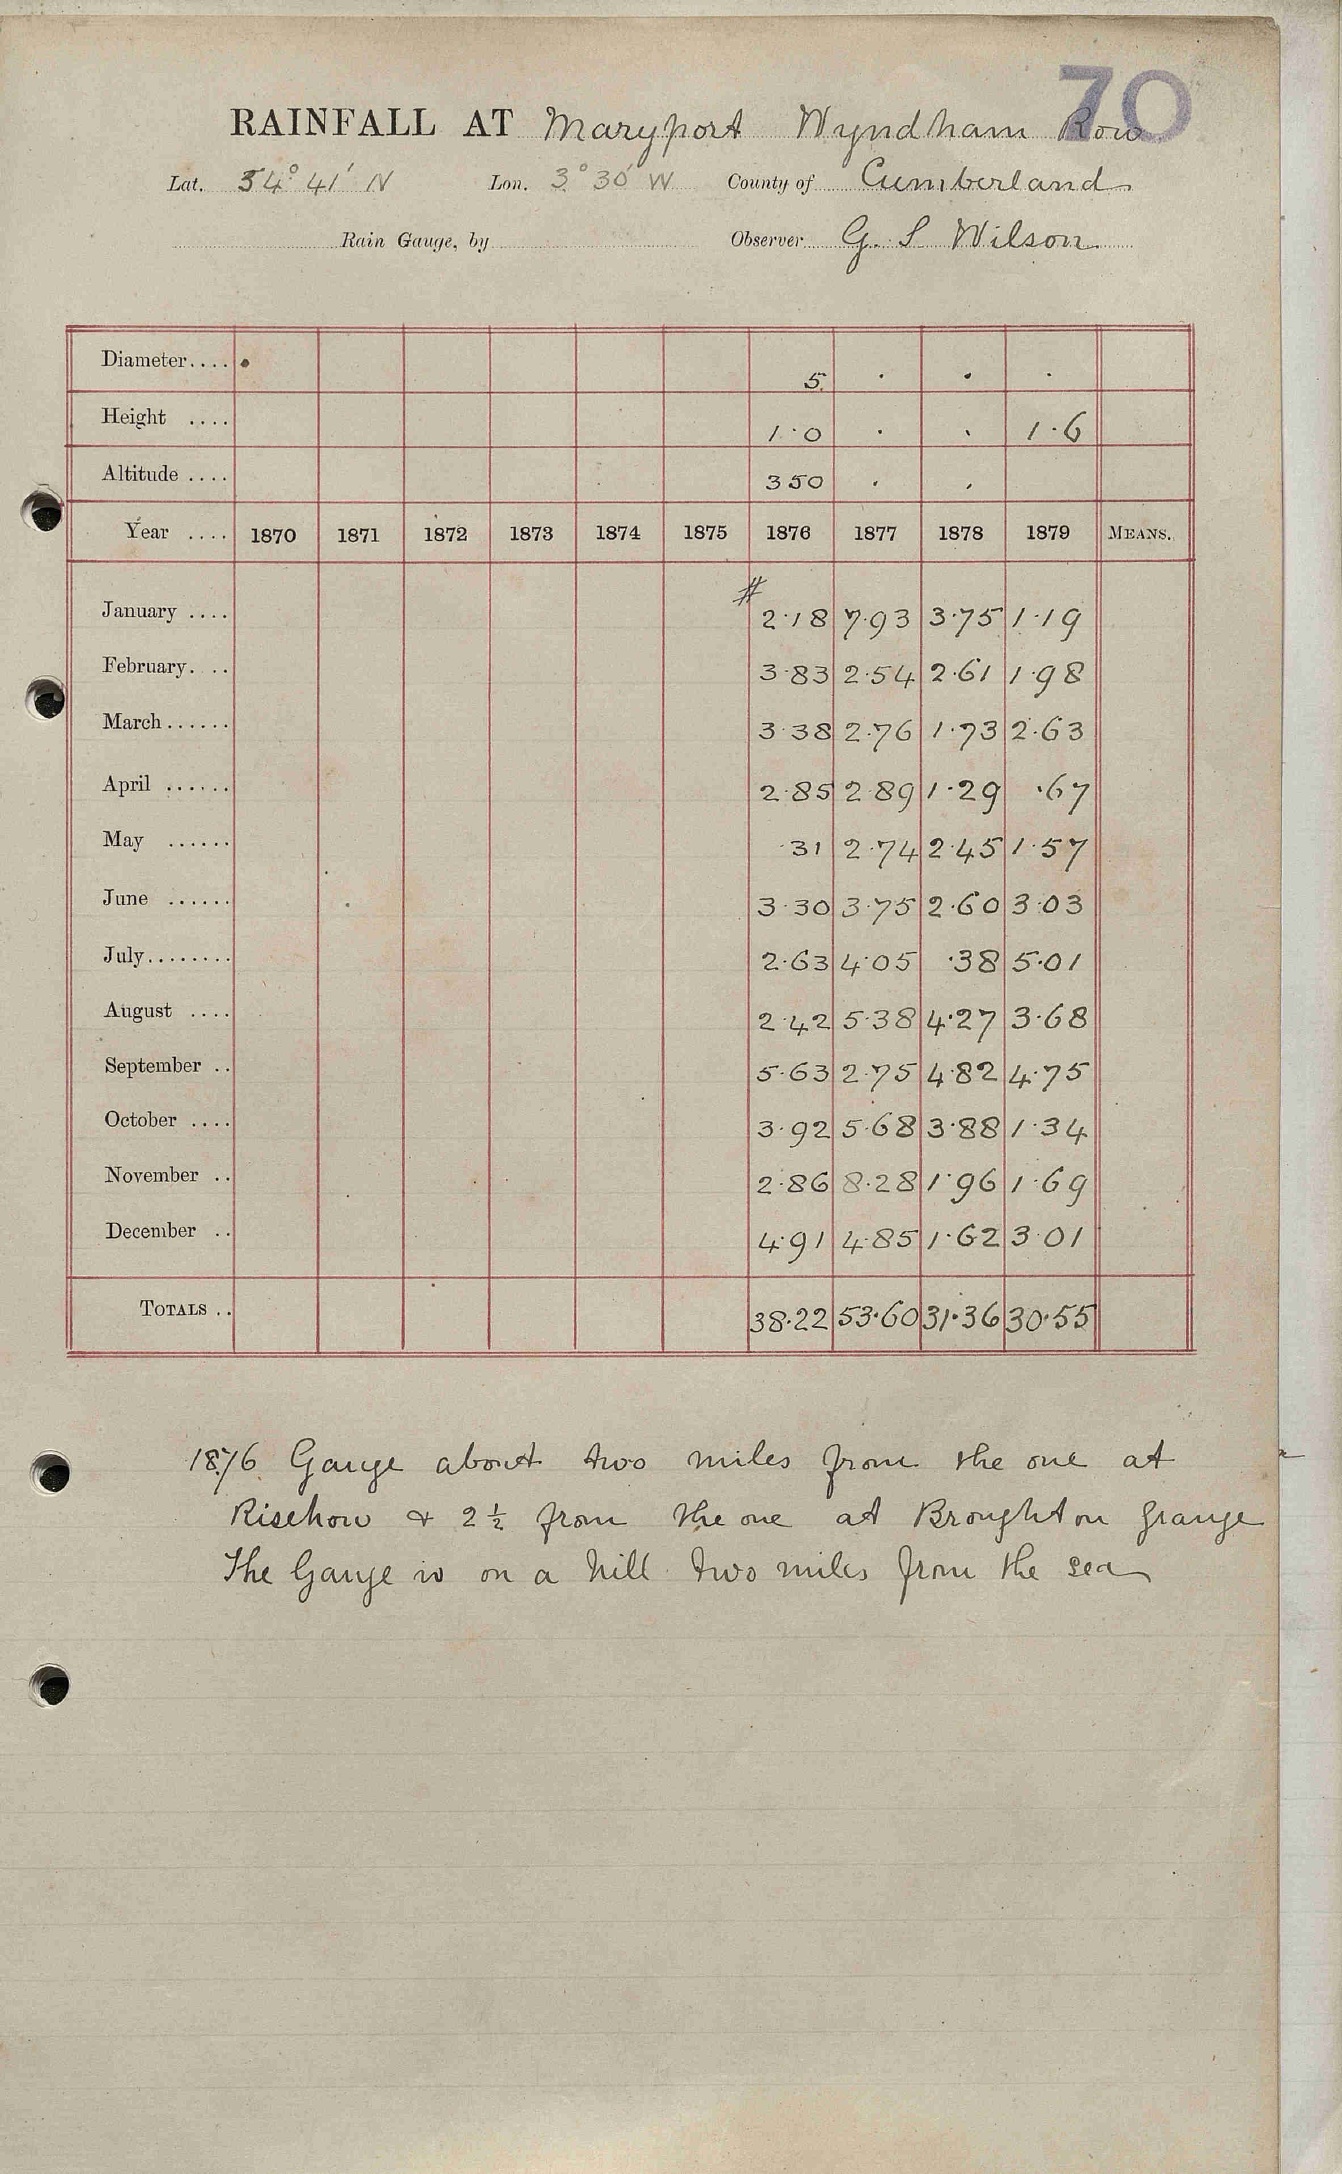 70
RAINFALL AT Maryport Wyndham Row
Lat. 54° 41' N Lon. 3° 30' W County of Cumberland
Rain Gauge, by Observer G. S Wilson
Diameter.... 5. . . .
Height .... 1.0 . . 1.6
Altitude .... 350 . .
Year .... 1870 1871 1872 1873 1874 1875 1876 1877 1878 1879 MEANS.
#
January .... 2.18 7.93 3.75 1.19
February. .. 3.83 2.54 2.61 1.98
March...... 3.38 2.76 1.73 2.63
April ...... 2.85 2.89 1.29 .67
May ...... .31 2.74 2.45 1.57
June ...... 3.30 3.75 2.60 3.03
July........ 2.63 4.05 .38 5.01
August .... 2.42 5.38 4.27 3.68
September .. 5.63 2.75 4.82 4.75
October .... 3.92 5.68 3.88 1.34
November .. 2.86 8.28 1.96 1.69
December .. 4.91 4.85 1.62 3.01
TOTALS .. 38.22 53.60 31.36 30.55
1876 Gauge about two miles from the one at
Risehow & 2½ from the one at Broughton Grange
The Gauge is on a hill two miles from the sea